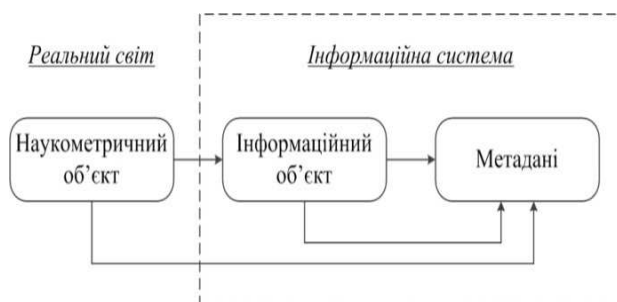 Реальний світ
Інформаційна система
Наукометричний
об’єкт
Інформаційний
об’єкт
Метадані